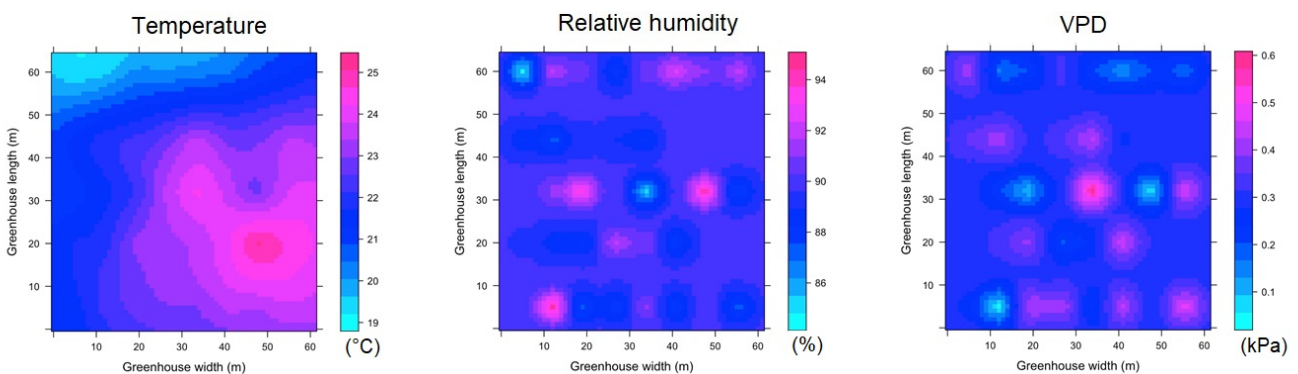 Temperature
Greenhouse length (m)
60
50
40
30
20
10
10 20 30 40 50 60
Greenhouse width (m)
25
24
23
22
21
20
19
(°C)
Relative humidity
Greenhouse length (m)
60
50
40
30
20
10
10 20 30 40 50 60
Greenhouse width (m)
94
92
90
88
86
(%)
VPD
Greenhouse length (m)
60
50
40
30
20
10
10 20 30 40 50 60
Greenhouse width (m)
0.6
0.5
0.4
0.3
0.2
0.1
(kPa)